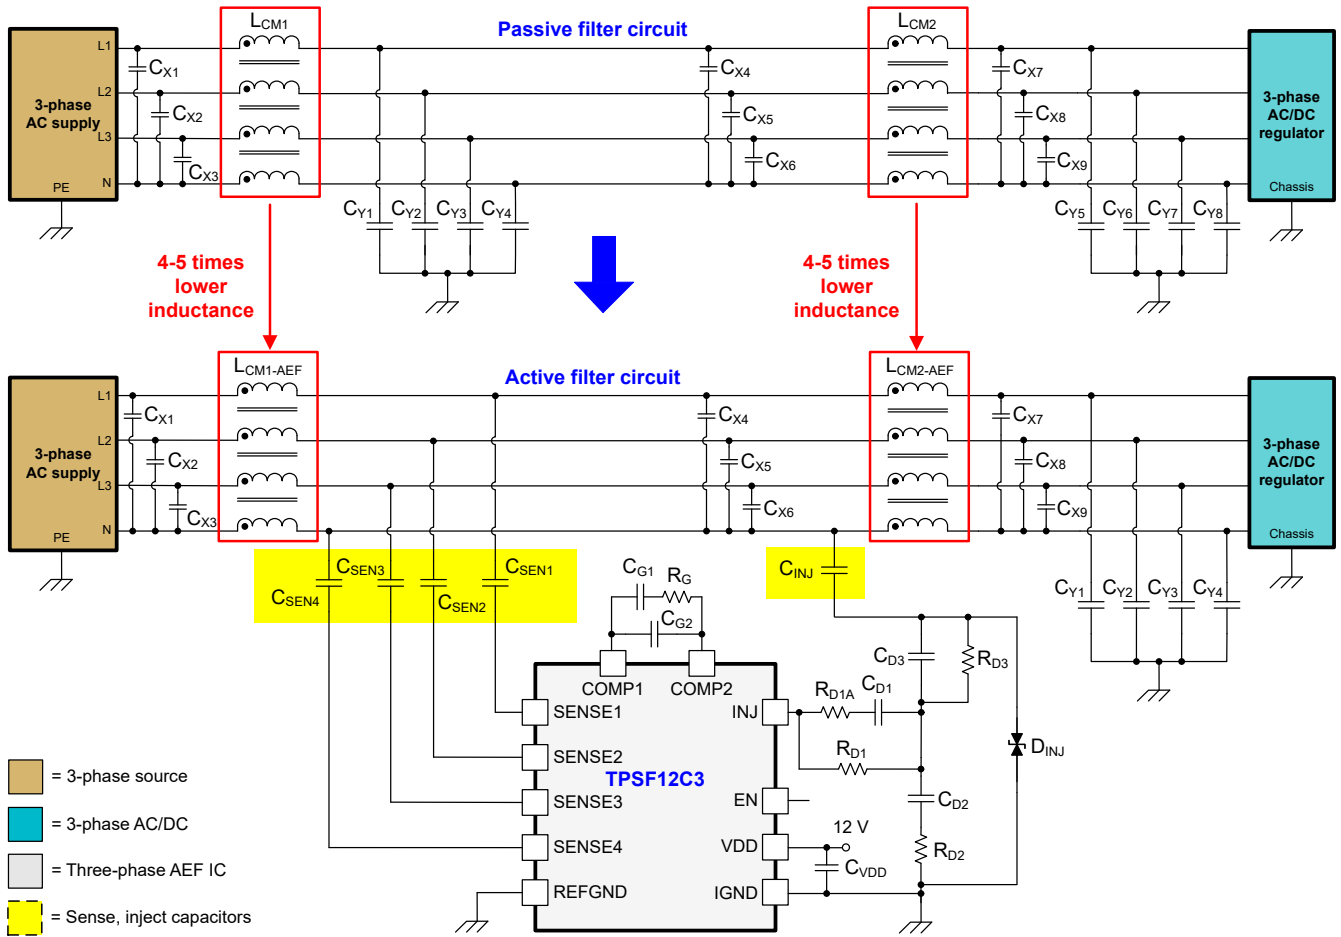 Passive filter circuit
LCM1
LCM2
3-phase
AC supply
L1
L2
L3
N
PE
CX1
CX2
CX3
CY1
CY2
CY3
CY4
CX4
CX5
CX6
CX7
CX8
CX9
CY5
CY6
CY7
CY8
3-phase
AC/DC
regulator
Chassis
4-5 times
lower
inductance
4-5 times
lower
inductance
Active filter circuit
LCM1-AEF
LCM2-AEF
3-phase
AC supply
L1
L2
L3
N
PE
CX1
CX2
CX3
CX4
CX5
CX6
CX7
CX8
CX9
3-phase
AC/DC
regulator
Chassis
CSEN4
CSEN3
CSEN2
CSEN1
CINJ
CY1
CY2
CY3
CY4
CG1
RG
CG2
COMP1
COMP2
SENSE1
SENSE2
SENSE3
SENSE4
REFGND
TPSF12C3
INJ
EN
VDD
IGND
RD1A
CD1
RD1
CD3
RD3
CD2
RD2
DINJ
12 V
CVDD
= 3-phase source
= 3-phase AC/DC
= Three-phase AEF IC
= Sense, inject capacitors